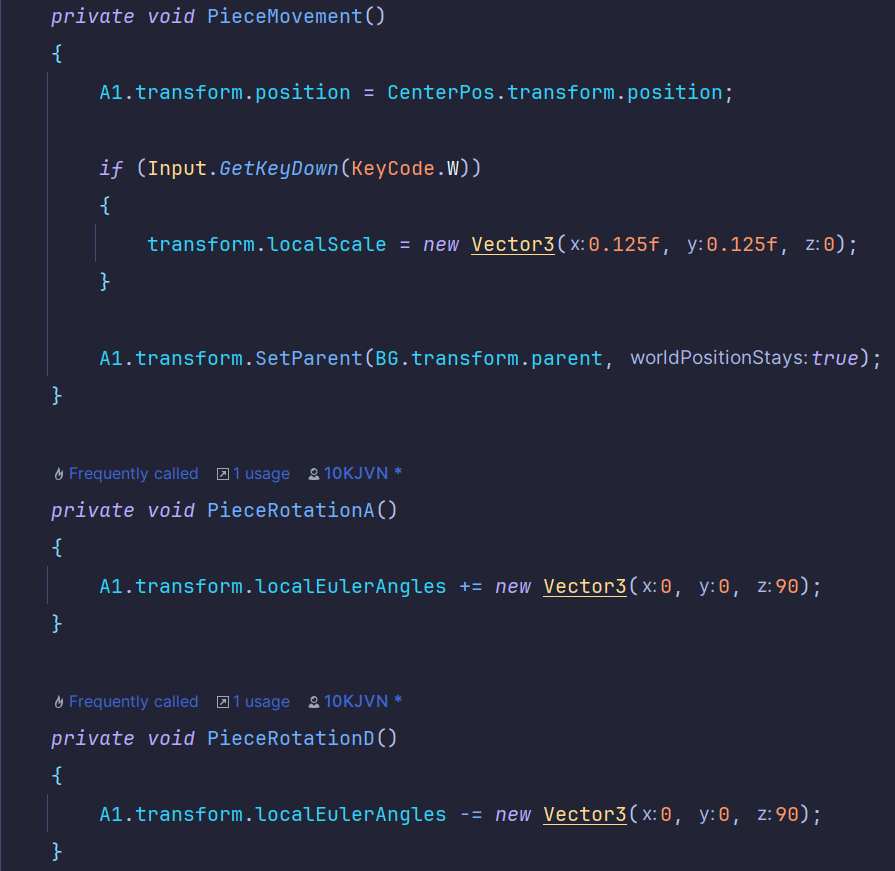 private void PieceMovement()
{
A1.transform.position = CenterPos.transform.position;
if (Input.GetKeyDown(KeyCode.W))
{
transform.localScale = new Vector3(x:0.125f, y:0.125f, z:0);
}
A1.transform.SetParent(BG.transform.parent, worldPositionStays:true);
}
Frequently called 1 usage 10KJVN *
private void PieceRotationA()
{
A1.transform.localEulerAngles += new Vector3(x:0, y:0, z:90);
}
Frequently called 1 usage 10KJVN *
private void PieceRotationD()
{
A1.transform.localEulerAngles -= new Vector3(x:0, y:0, z:90);
}